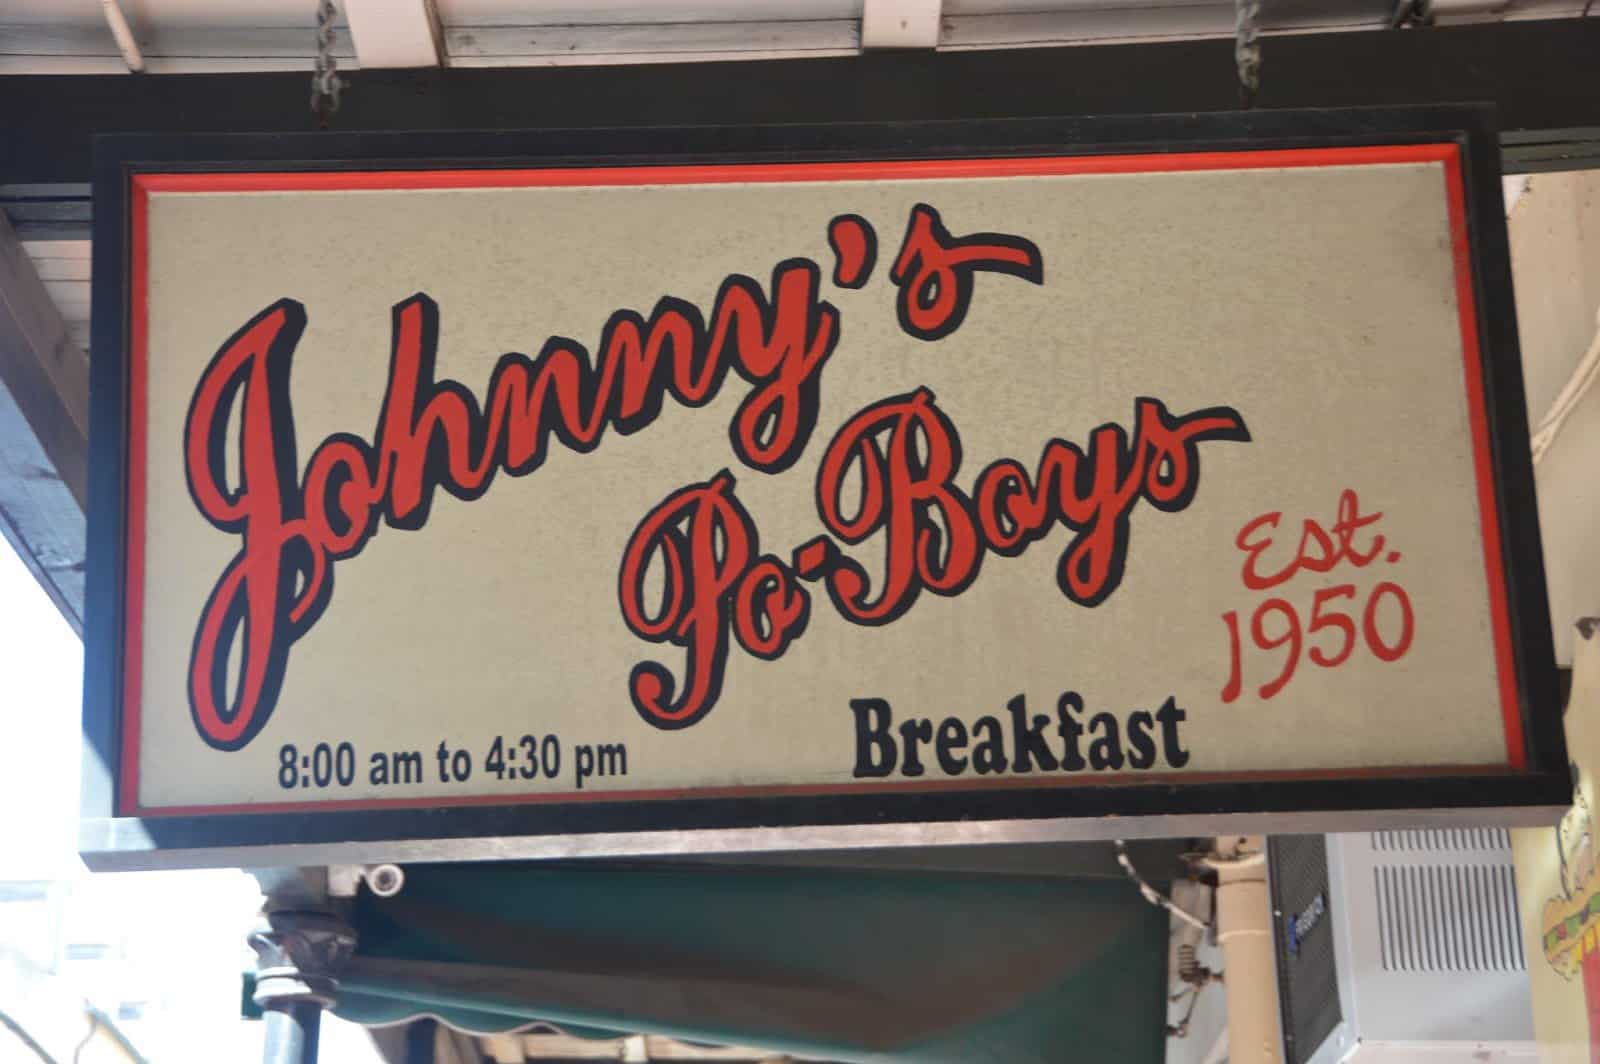 Johnny's
Po-Boys
Est.
1950
8:00 am to 4:30 pm
Breakfast